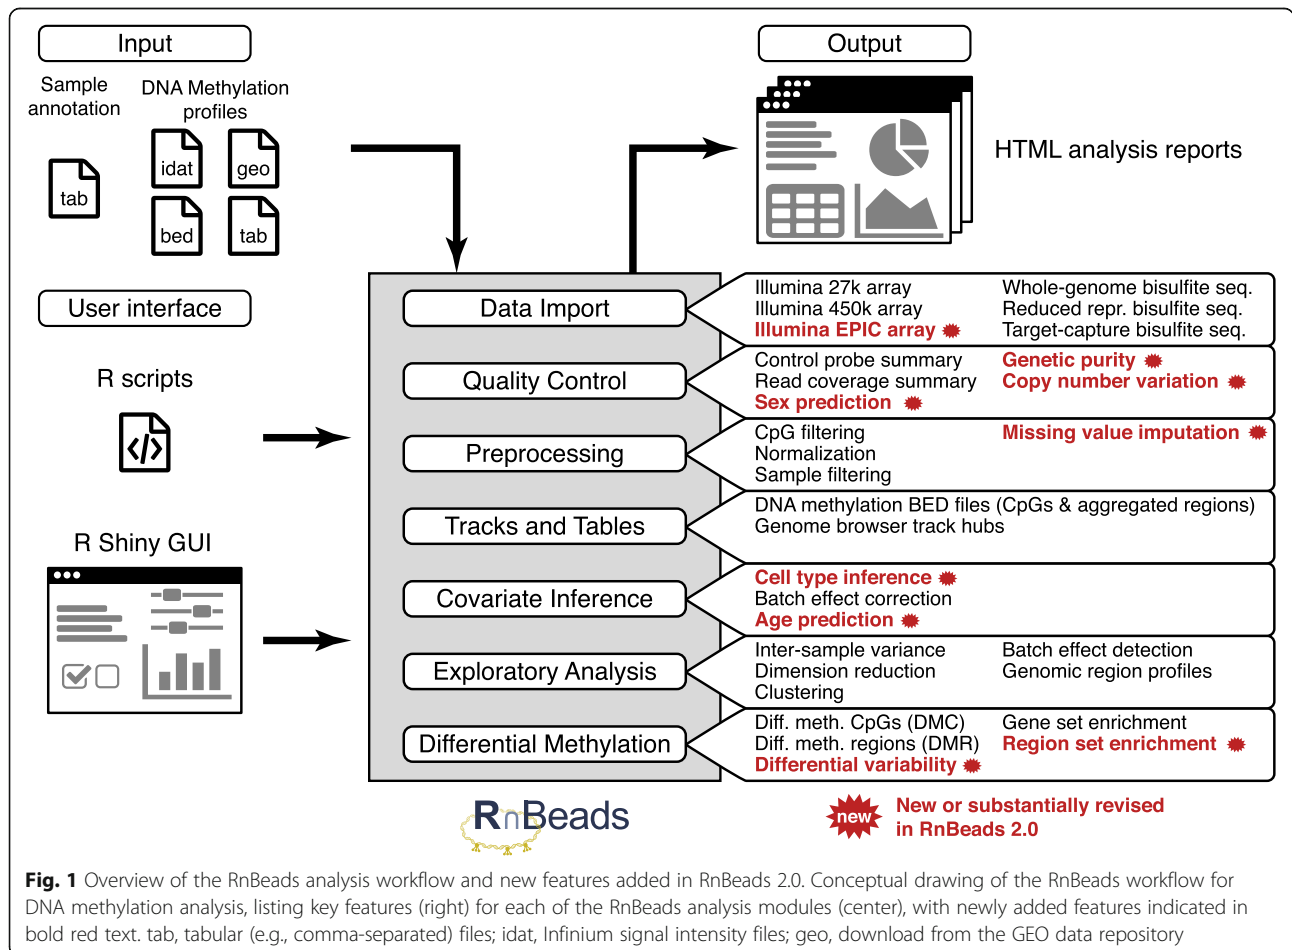 Input
Sample
annotation
DNA Methylation
profiles
tab
idat
geo
bed
tab
Output
HTML analysis reports
User interface
R scripts
</>
R Shiny GUI
Data Import
Illumina 27k array
Illumina 450k array
Illumina EPIC array
Whole-genome bisulfite seq.
Reduced repr. bisulfite seq.
Target-capture bisulfite seq.
Quality Control
Control probe summary
Read coverage summary
Sex prediction
Genetic purity
Copy number variation
Preprocessing
CpG filtering
Normalization
Sample filtering
Missing value imputation
Tracks and Tables
DNA methylation BED files (CpGs & aggregated regions)
Genome browser track hubs
Covariate Inference
Cell type inference
Batch effect correction
Age prediction
Exploratory Analysis
Inter-sample variance
Dimension reduction
Clustering
Batch effect detection
Genomic region profiles
Differential Methylation
Diff. meth. CpGs (DMC)
Diff. meth. regions (DMR)
Differential variability
Gene set enrichment
Region set enrichment
RnBeads
new
New or substantially revised
in RnBeads 2.0
Fig. 1 Overview of the RnBeads analysis workflow and new features added in RnBeads 2.0. Conceptual drawing of the RnBeads workflow for
DNA methylation analysis, listing key features (right) for each of the RnBeads analysis modules (center), with newly added features indicated in
bold red text. tab, tabular (e.g., comma-separated) files; idat, Infinium signal intensity files; geo, download from the GEO data repository